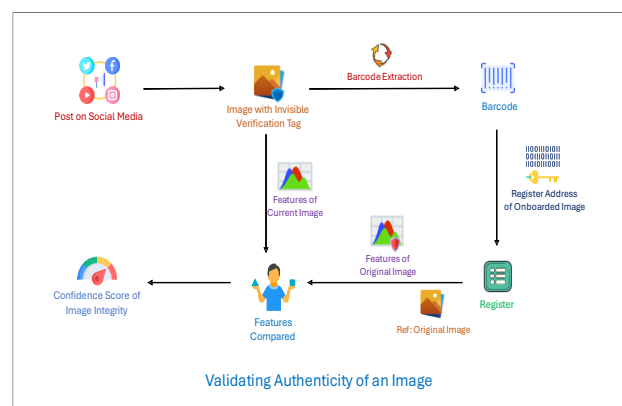 Barcode Extraction
Post on Social Media
Image with Invisible
Verification Tag
Barcode
Register Address
of Onboarded Image
Features of
Current Image
Features of
Original Image
Confidence Score of
Image Integrity
Features
Compared
Ref: Original Image
Register
Validating Authenticity of an Image